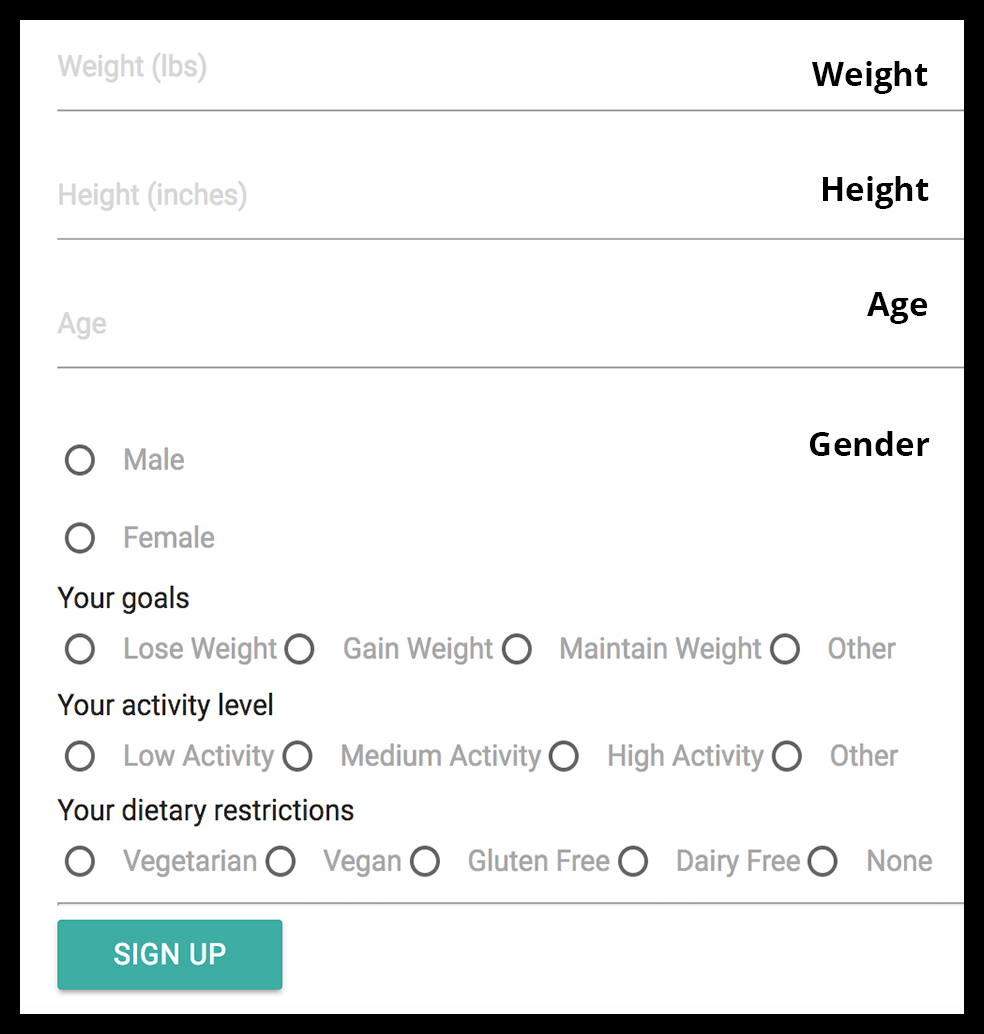 Weight (lbs) Weight
Height (inches) Height
Age Age
Gender
Male
Female
Your goals
Lose Weight Gain Weight Maintain Weight Other
Your activity level
Low Activity Medium Activity High Activity Other
Your dietary restrictions
Vegetarian Vegan Gluten Free Dairy Free None
SIGN UP